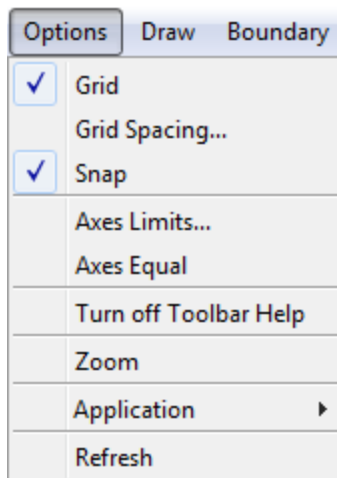 Options Draw Boundary
Grid
Grid Spacing...
Snap
Axes Limits...
Axes Equal
Turn off Toolbar Help
Zoom
Application
Refresh